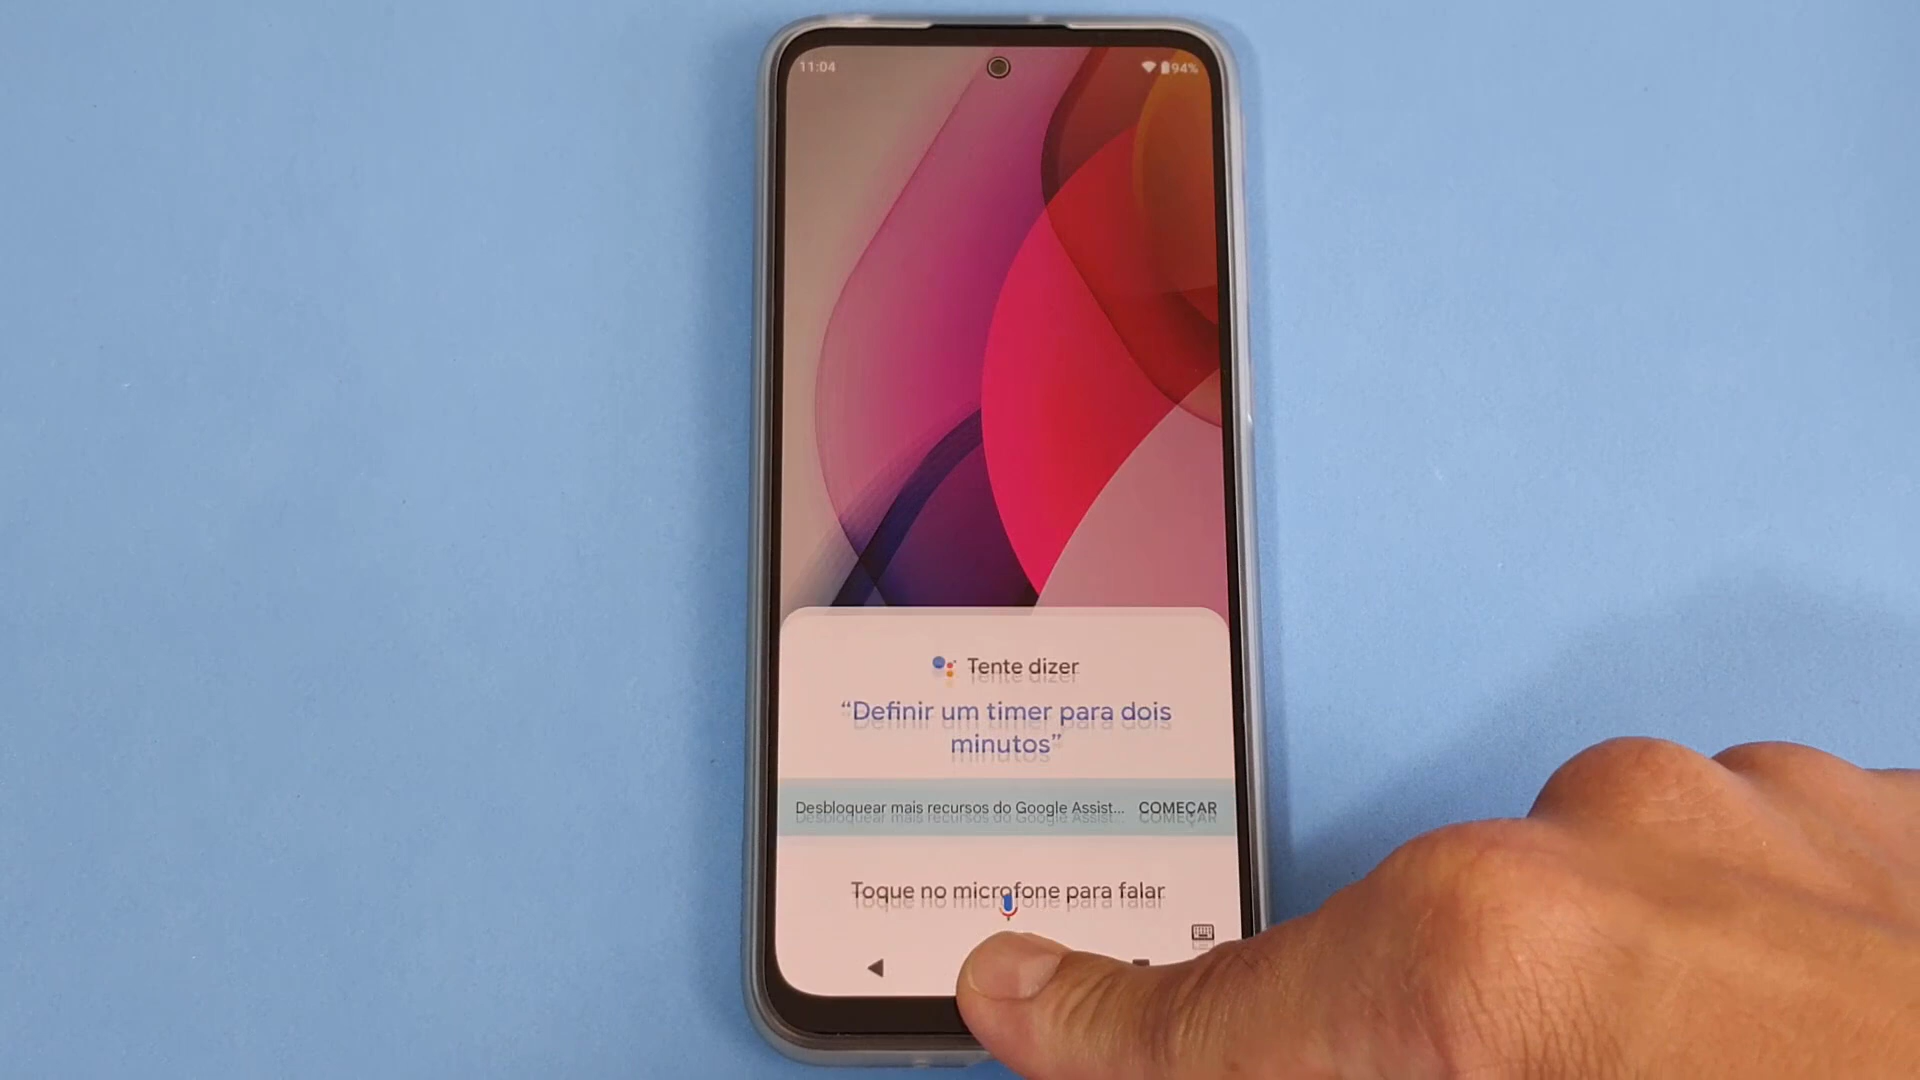 11:04
94%
Tente dizer
“Definir um timer para dois
minutos”
Desbloquear mais recursos do Google Assist... COMEÇAR
Toque no microfone para falar